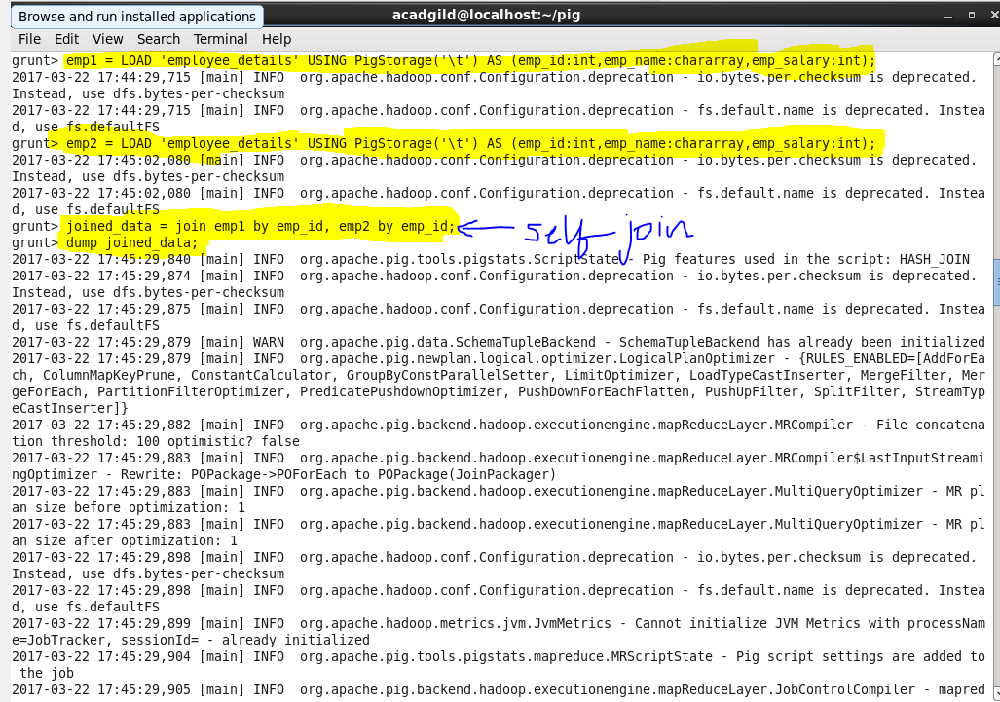 Browse and run installed applications
acadgild@localhost:~/pig
File Edit View Search Terminal Help
grunt> emp1 = LOAD 'employee_details' USING PigStorage('\t') AS (emp_id:int,emp_name:chararray,emp_salary:int);
2017-03-22 17:44:29,715 [main] INFO  org.apache.hadoop.conf.Configuration.deprecation - io.bytes.per.checksum is deprecated.
Instead, use dfs.bytes-per-checksum
2017-03-22 17:44:29,715 [main] INFO  org.apache.hadoop.conf.Configuration.deprecation - fs.default.name is deprecated. Instea
d, use fs.defaultFS
grunt> emp2 = LOAD 'employee_details' USING PigStorage('\t') AS (emp_id:int,emp_name:chararray,emp_salary:int);
2017-03-22 17:45:02,080 [main] INFO  org.apache.hadoop.conf.Configuration.deprecation - io.bytes.per.checksum is deprecated.
Instead, use dfs.bytes-per-checksum
2017-03-22 17:45:02,080 [main] INFO  org.apache.hadoop.conf.Configuration.deprecation - fs.default.name is deprecated. Instea
d, use fs.defaultFS
grunt> joined_data = join emp1 by emp_id, emp2 by emp_id; self-join
grunt> dump joined_data;
2017-03-22 17:45:29,840 [main] INFO  org.apache.pig.tools.pigstats.ScriptState - Pig features used in the script: HASH_JOIN
2017-03-22 17:45:29,874 [main] INFO  org.apache.hadoop.conf.Configuration.deprecation - io.bytes.per.checksum is deprecated.
Instead, use dfs.bytes-per-checksum
2017-03-22 17:45:29,875 [main] INFO  org.apache.hadoop.conf.Configuration.deprecation - fs.default.name is deprecated. Instea
d, use fs.defaultFS
2017-03-22 17:45:29,879 [main] WARN  org.apache.pig.data.SchemaTupleBackend - SchemaTupleBackend has already been initialized
2017-03-22 17:45:29,879 [main] INFO  org.apache.pig.newplan.logical.optimizer.LogicalPlanOptimizer - {RULES_ENABLED=[AddForEa
ch, ColumnMapKeyPrune, ConstantCalculator, GroupByConstParallelSetter, LimitOptimizer, LoadTypeCastInserter, MergeFilter, Mer
geForEach, PartitionFilterOptimizer, PredicatePushdownOptimizer, PushDownForEachFlatten, PushUpFilter, SplitFilter, StreamTyp
eCastInserter]}
2017-03-22 17:45:29,882 [main] INFO  org.apache.pig.backend.hadoop.executionengine.mapReduceLayer.MRCompiler - File concatena
tion threshold: 100 optimistic? false
2017-03-22 17:45:29,883 [main] INFO  org.apache.pig.backend.hadoop.executionengine.mapReduceLayer.MRCompiler$LastInputStreami
ngOptimizer - Rewrite: POPackage->POForEach to POPackage(JoinPackager)
2017-03-22 17:45:29,883 [main] INFO  org.apache.pig.backend.hadoop.executionengine.mapReduceLayer.MultiQueryOptimizer - MR pl
an size before optimization: 1
2017-03-22 17:45:29,883 [main] INFO  org.apache.pig.backend.hadoop.executionengine.mapReduceLayer.MultiQueryOptimizer - MR pl
an size after optimization: 1
2017-03-22 17:45:29,898 [main] INFO  org.apache.hadoop.conf.Configuration.deprecation - io.bytes.per.checksum is deprecated.
Instead, use dfs.bytes-per-checksum
2017-03-22 17:45:29,898 [main] INFO  org.apache.hadoop.conf.Configuration.deprecation - fs.default.name is deprecated. Instea
d, use fs.defaultFS
2017-03-22 17:45:29,899 [main] INFO  org.apache.hadoop.metrics.jvm.JvmMetrics - Cannot initialize JVM Metrics with processNam
e=JobTracker, sessionId= - already initialized
2017-03-22 17:45:29,904 [main] INFO  org.apache.pig.tools.pigstats.mapreduce.MRScriptState - Pig script settings are added to
 the job
2017-03-22 17:45:29,905 [main] INFO  org.apache.pig.backend.hadoop.executionengine.mapReduceLayer.JobControlCompiler - mapred